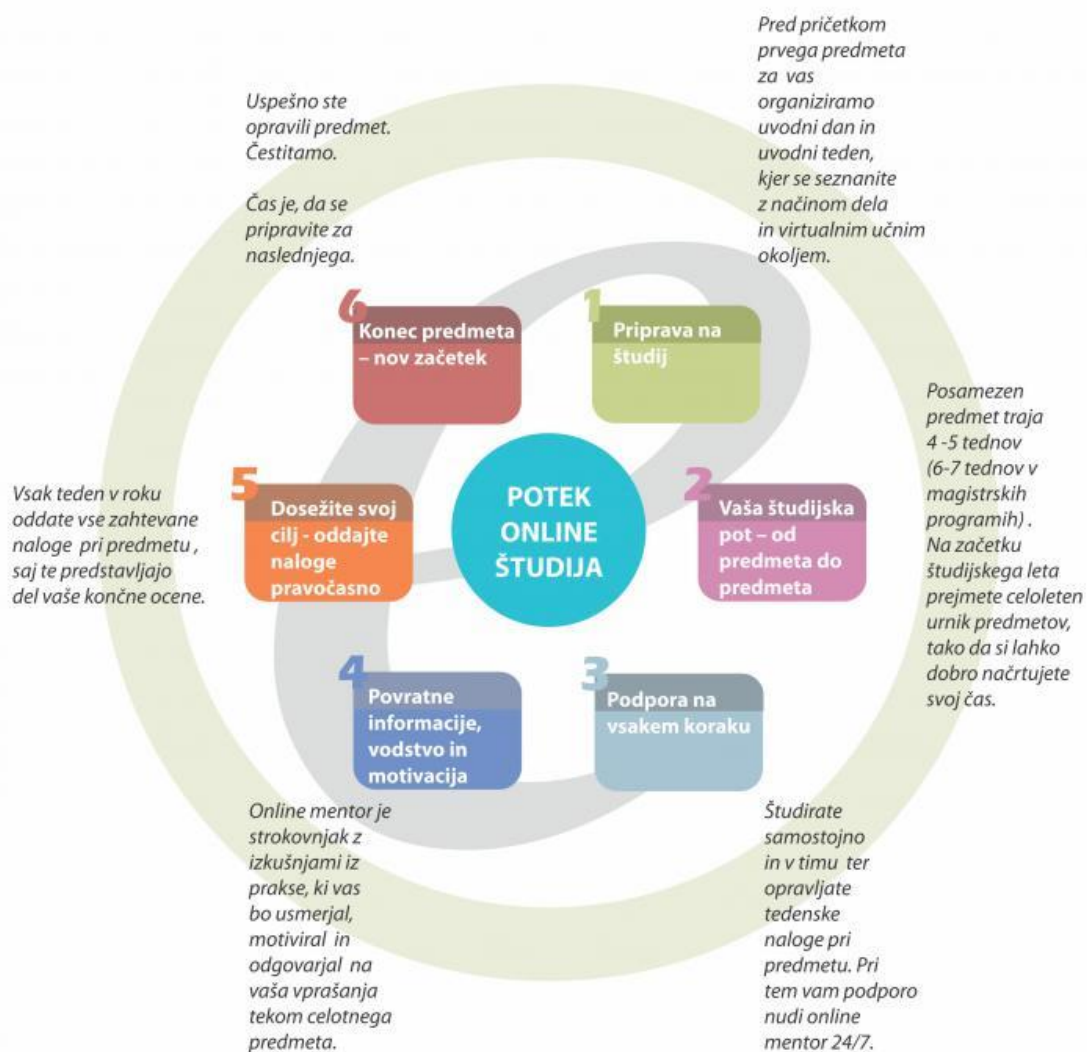 POTEK
ONLINE
ŠTUDIJA
1
Priprava na
študij
Pred pričetkom
prvega predmeta
za vas
organiziramo
uvodni dan in
uvodni teden,
kjer se seznanite
z načinom dela
in virtualnim učnim
okoljem.
2
Vaša študijska
pot – od
predmeta do
predmeta
Posamezen
predmet traja
4 -5 tednov
(6-7 tednov v
magistrskih
programih) .
Na začetku
študijskega leta
prejmete celoleten
urnik predmetov,
tako da si lahko
dobro načrtujete
svoj čas.
3
Podpora na
vsakem koraku
Študirate
samostojno
in v timu ter
opravljate
tedenske
naloge pri
predmetu. Pri
tem vam podporo
nudi online
mentor 24/7.
4
Povratne
informacije,
vodstvo in
motivacija
Online mentor je
strokovnjak z
izkušnjami iz
prakse, ki vas
bo usmerjal,
motiviral in
odgovarjal na
vaša vprašanja
tekom celotnega
predmeta.
5
Dosežite svoj
cilj - oddajte
naloge
pravočasno
Vsak teden v roku
oddate vse zahtevane
naloge pri predmetu ,
saj te predstavljajo
del vaše končne ocene.
6
Konec predmeta
– nov začetek
Uspešno ste
opravili predmet.
Čestitamo.
Čas je, da se
pripravite za
naslednjega.